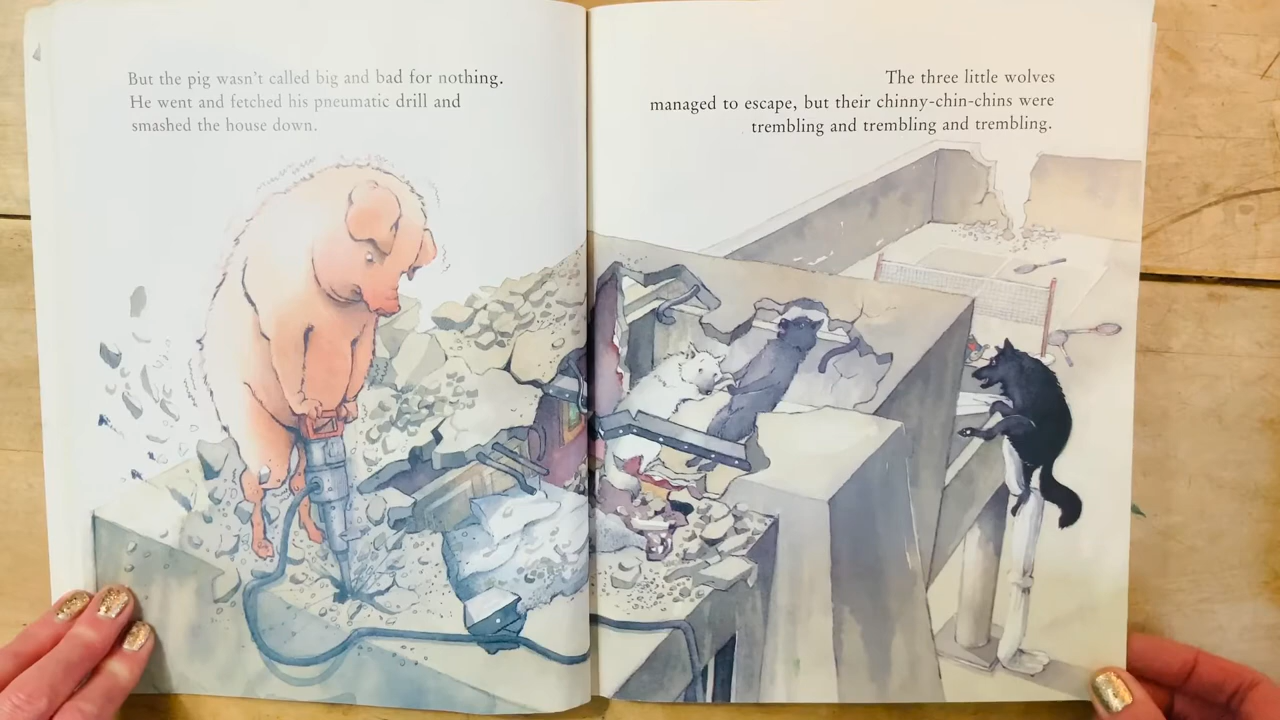 But the pig wasn't called big and bad for nothing.
He went and fetched his pneumatic drill and
smashed the house down.
The three little wolves
managed to escape, but their chinny-chin-chins were
trembling and trembling and trembling.